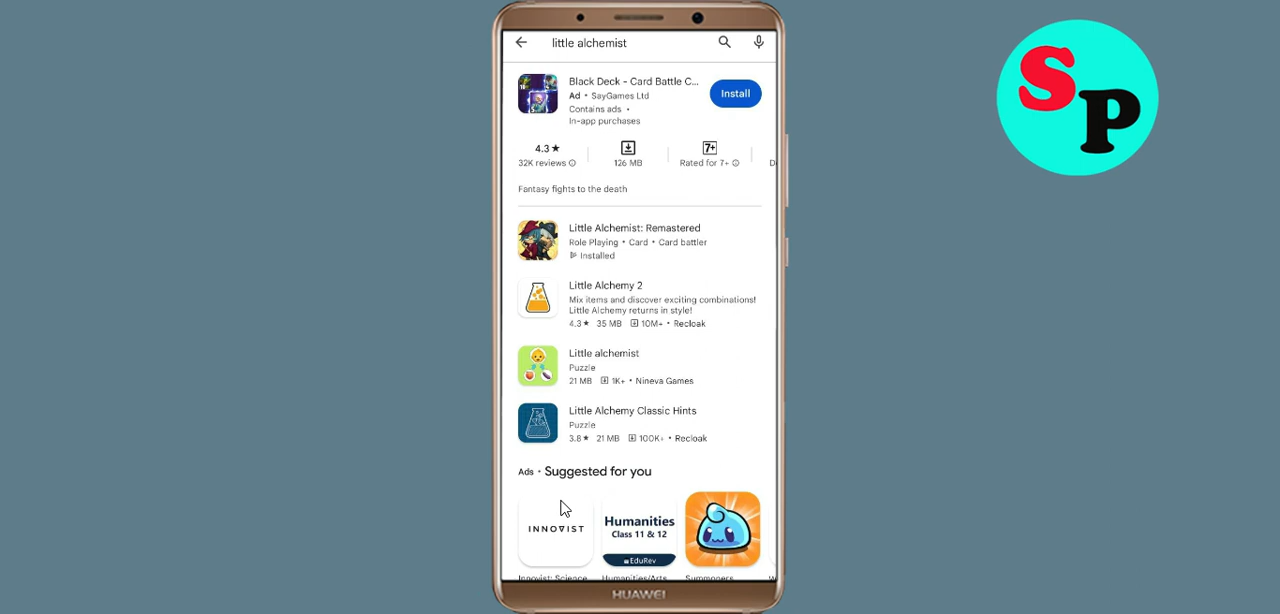 little alchemist
Black Deck - Card Battle C...
Ad • SayGames Ltd
Contains ads •
In-app purchases
Install
4.3★
32K reviews
126 MB
7+
Rated for 7+
D
Fantasy fights to the death
Little Alchemist: Remastered
Role Playing • Card • Card battler
Installed
Little Alchemy 2
Mix items and discover exciting combinations!
Little Alchemy returns in style!
4.3★ 35 MB 10M+ • Recloak
Little alchemist
Puzzle
21 MB 1K+ • Nineva Games
Little Alchemy Classic Hints
Puzzle
3.8★ 21 MB 100K+ • Recloak
Ads • Suggested for you
INNOVIST
Humanities
Class 11 & 12
EduRev
Innovist: Science
Humanities/Arts
Summoners
HUAWEI
SP